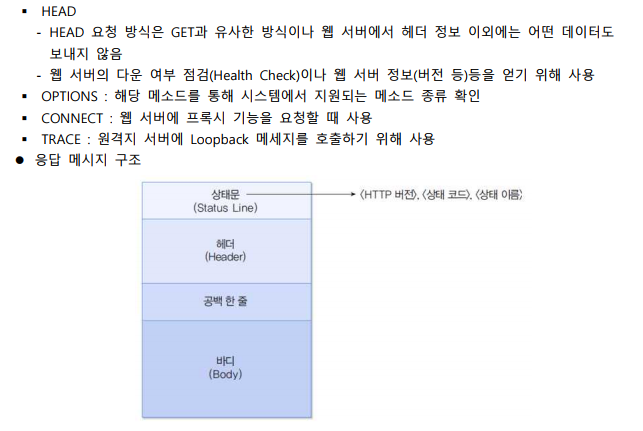 ▪ HEAD
- HEAD 요청 방식은 GET과 유사한 방식이나 웹 서버에서 헤더 정보 이외에는 어떤 데이터도
보내지 않음
- 웹 서버의 다운 여부 점검(Health Check)이나 웹 서버 정보(버전 등)등을 얻기 위해 사용
▪ OPTIONS : 해당 메소드를 통해 시스템에서 지원되는 메소드 종류 확인
▪ CONNECT : 웹 서버에 프록시 기능을 요청할 때 사용
▪ TRACE : 원격지 서버에 Loopback 메세지를 호출하기 위해 사용
● 응답 메시지 구조
상태문
(Status Line)
〈HTTP 버전〉, 〈상태 코드〉, 〈상태 이름〉
헤더
(Header)
공백 한 줄
바디
(Body)